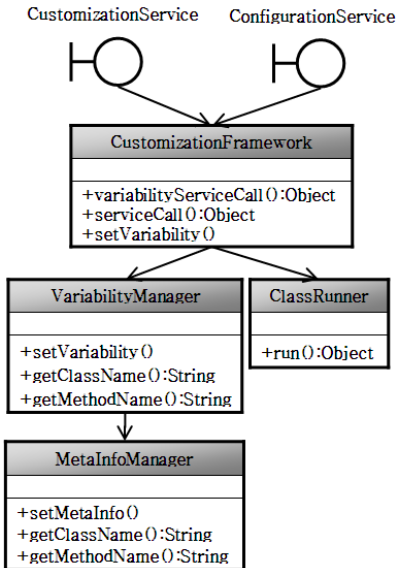 CustomizationService
ConfigurationService
CustomizationFramework
+variabilityServiceCall():Object
+serviceCall():Object
+setVariability()
VariabilityManager
ClassRunner
+setVariability()
+getClassName():String
+getMethodName():String
+run():Object
MetaInfoManager
+setMetaInfo()
+getClassName():String
+getMethodName():String